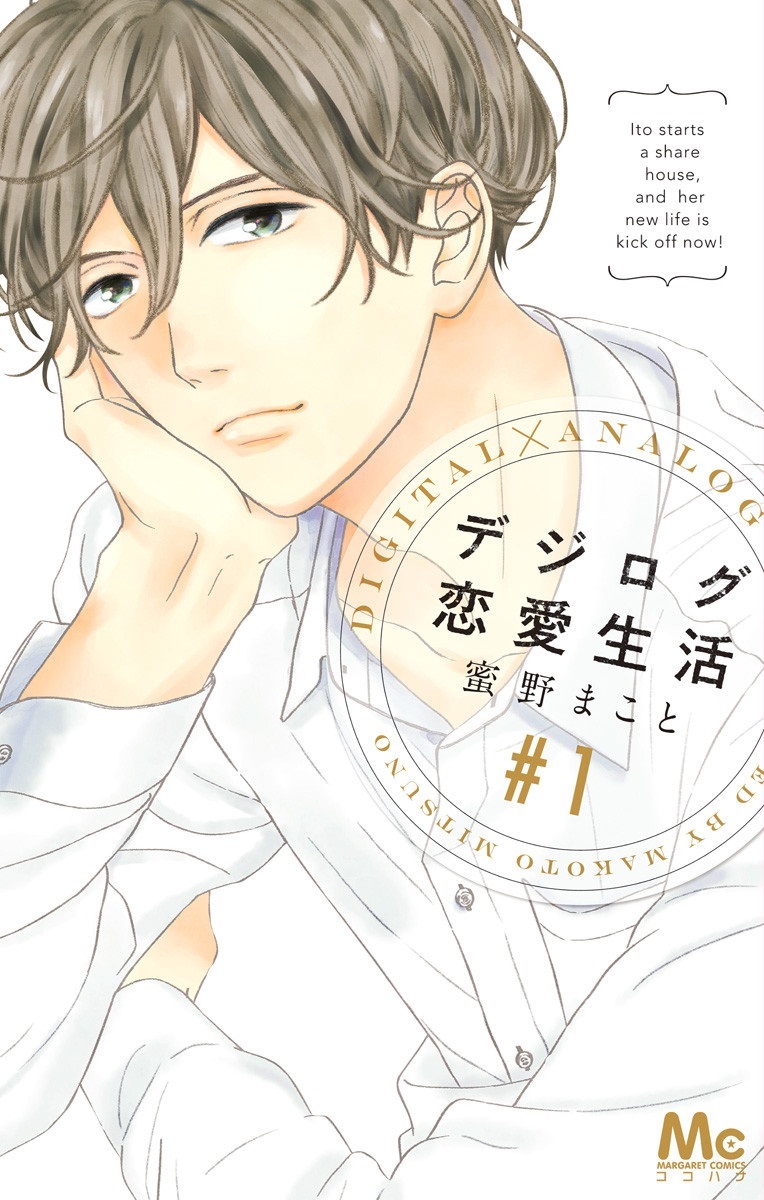 Ito starts
a share
house,
and her
new life is
kick off now!
DIGITAL×ANALOG
デジログ
恋愛生活
蜜野まこと
#1
ED BY MAKOTO MITSUNO
Mc
MARGARET COMICS
ココハナ